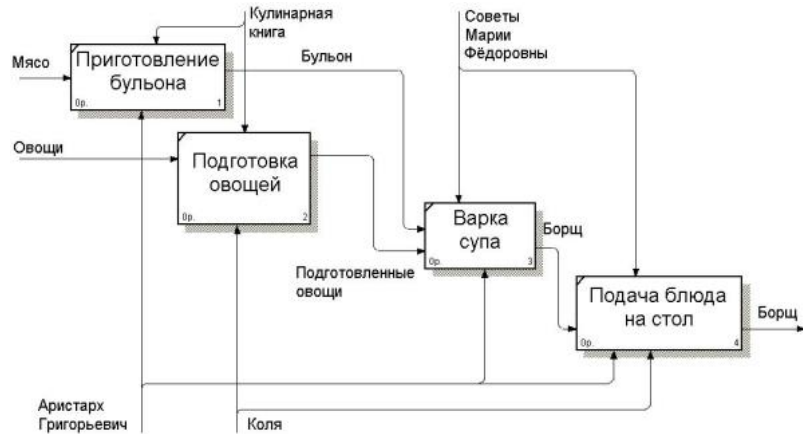 Кулинарная
книга
Советы
Марии
Фёдоровны
Мясо
Приготовление
бульона
0р.
1
Бульон
Овощи
Подготовка
овощей
0р.
2
Варка
супа
0р.
3
Борщ
Подготовленные
овощи
Подача блюда
на стол
0р.
4
Борщ
Аристарх
Григорьевич
Коля